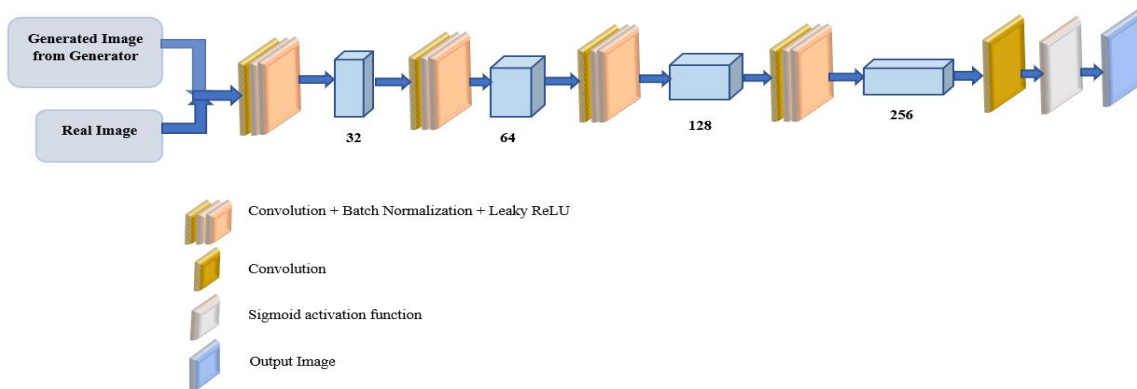 Generated Image
from Generator
Real Image
32
64
128
256
Convolution + Batch Normalization + Leaky ReLU
Convolution
Sigmoid activation function
Output Image